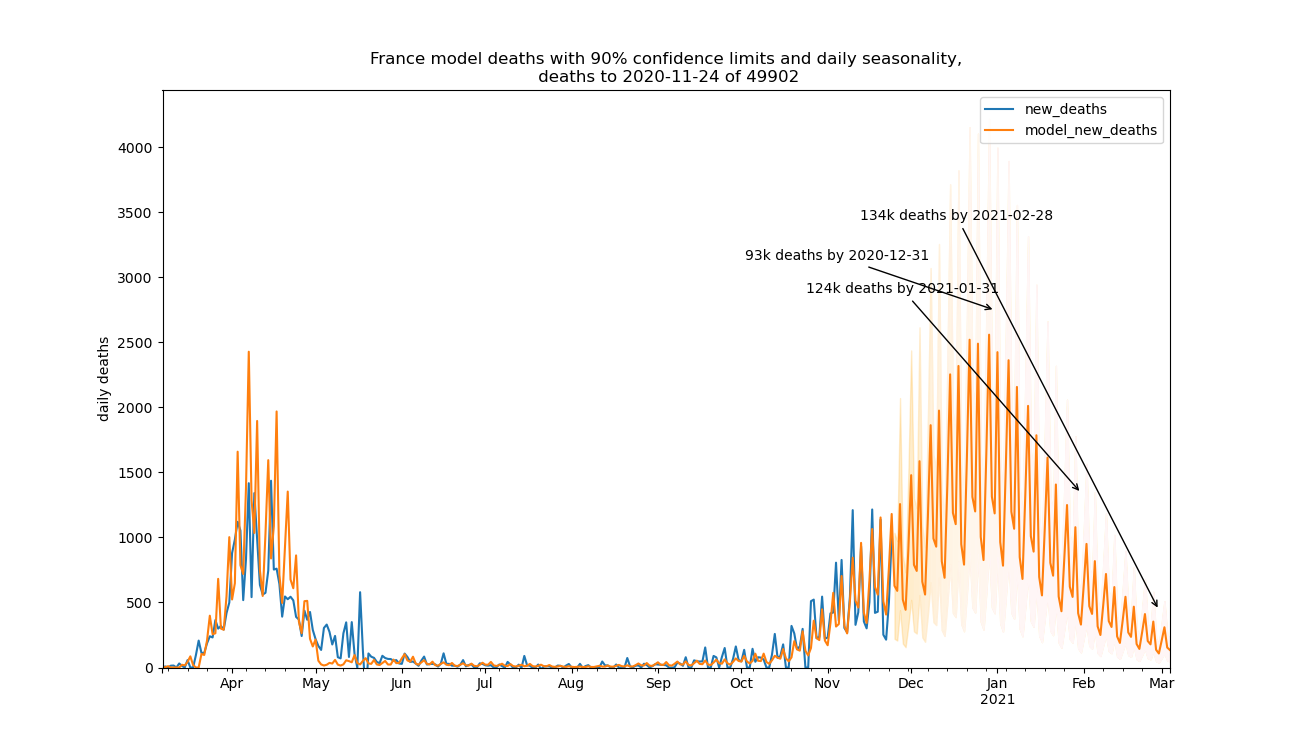 France model deaths with 90% confidence limits and daily seasonality,
deaths to 2020-11-24 of 49902
new_deaths
model_new_deaths
4000
3500
3000
2500
2000
1500
1000
500
0
daily deaths
134k deaths by 2021-02-28
93k deaths by 2020-12-31
124k deaths by 2021-01-31
Apr May Jun Jul Aug Sep Oct Nov Dec Jan Feb Mar
2021